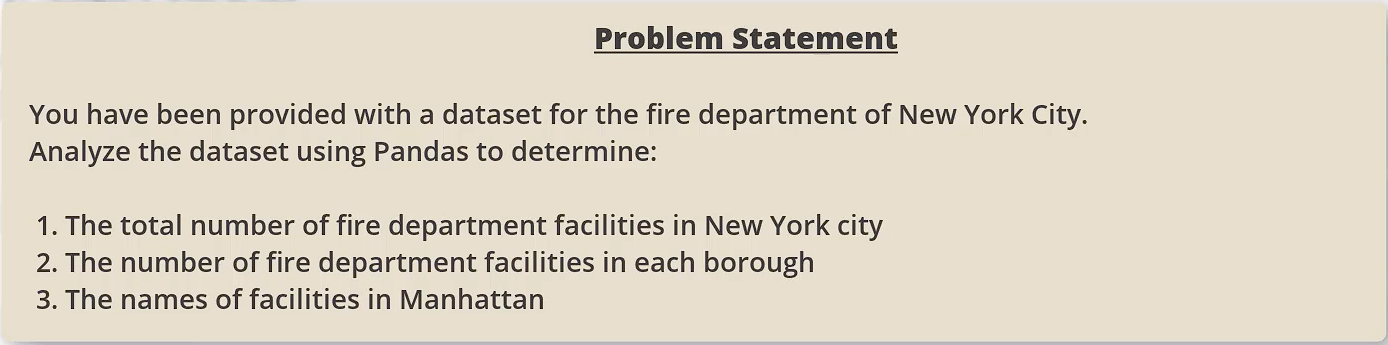 Problem Statement
You have been provided with a dataset for the fire department of New York City.
Analyze the dataset using Pandas to determine:
1. The total number of fire department facilities in New York city
2. The number of fire department facilities in each borough
3. The names of facilities in Manhattan